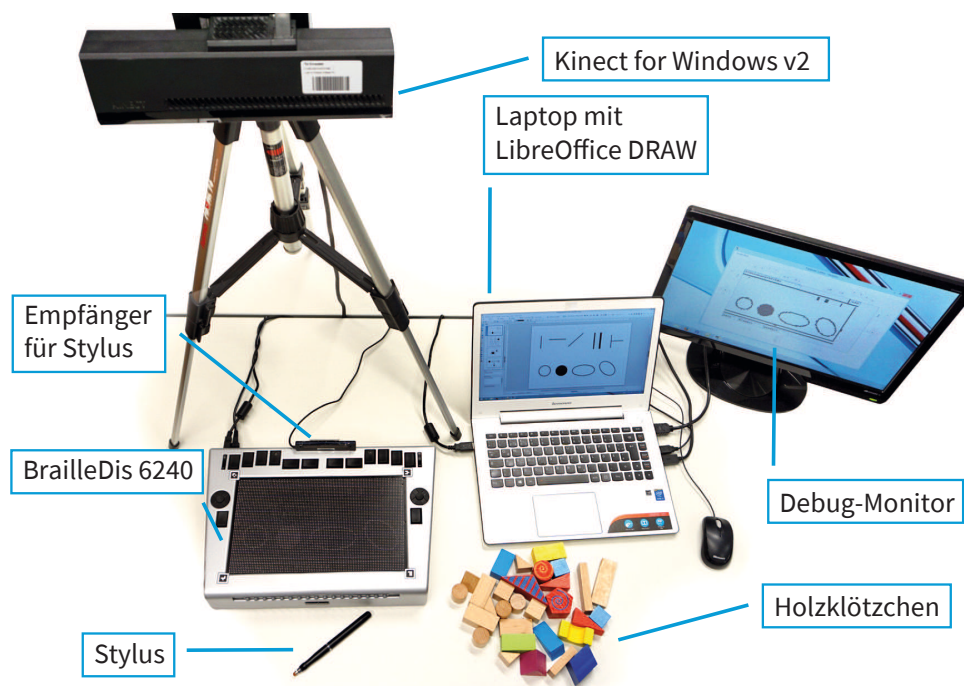 Kinect for Windows v2
Laptop mit
LibreOffice DRAW
Empfänger
für Stylus
BrailleDis 6240
Debug-Monitor
Holzklötzchen
Stylus